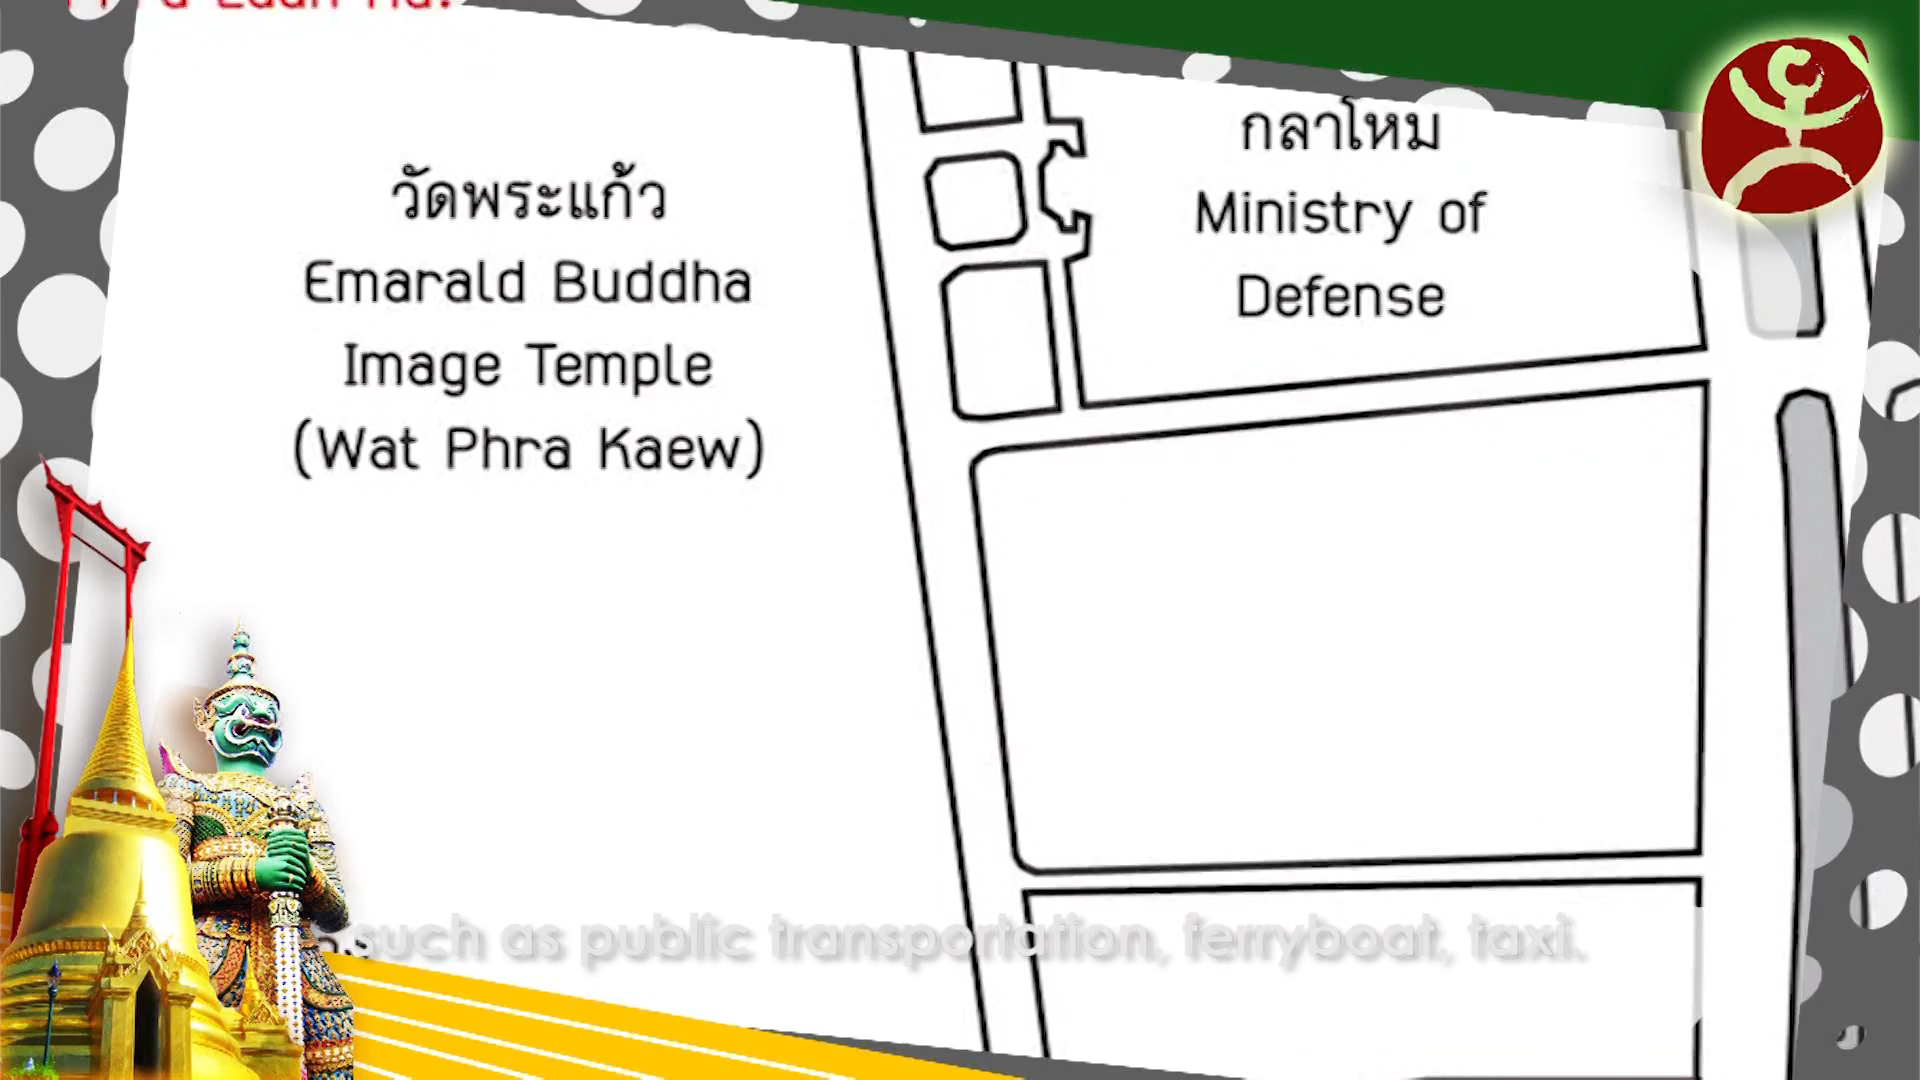 วัดพระแก้ว
Emarald Buddha
Image Temple
(Wat Phra Kaew)
กลาโหม
Ministry of
Defense
such as public transportation, ferryboat, taxi.